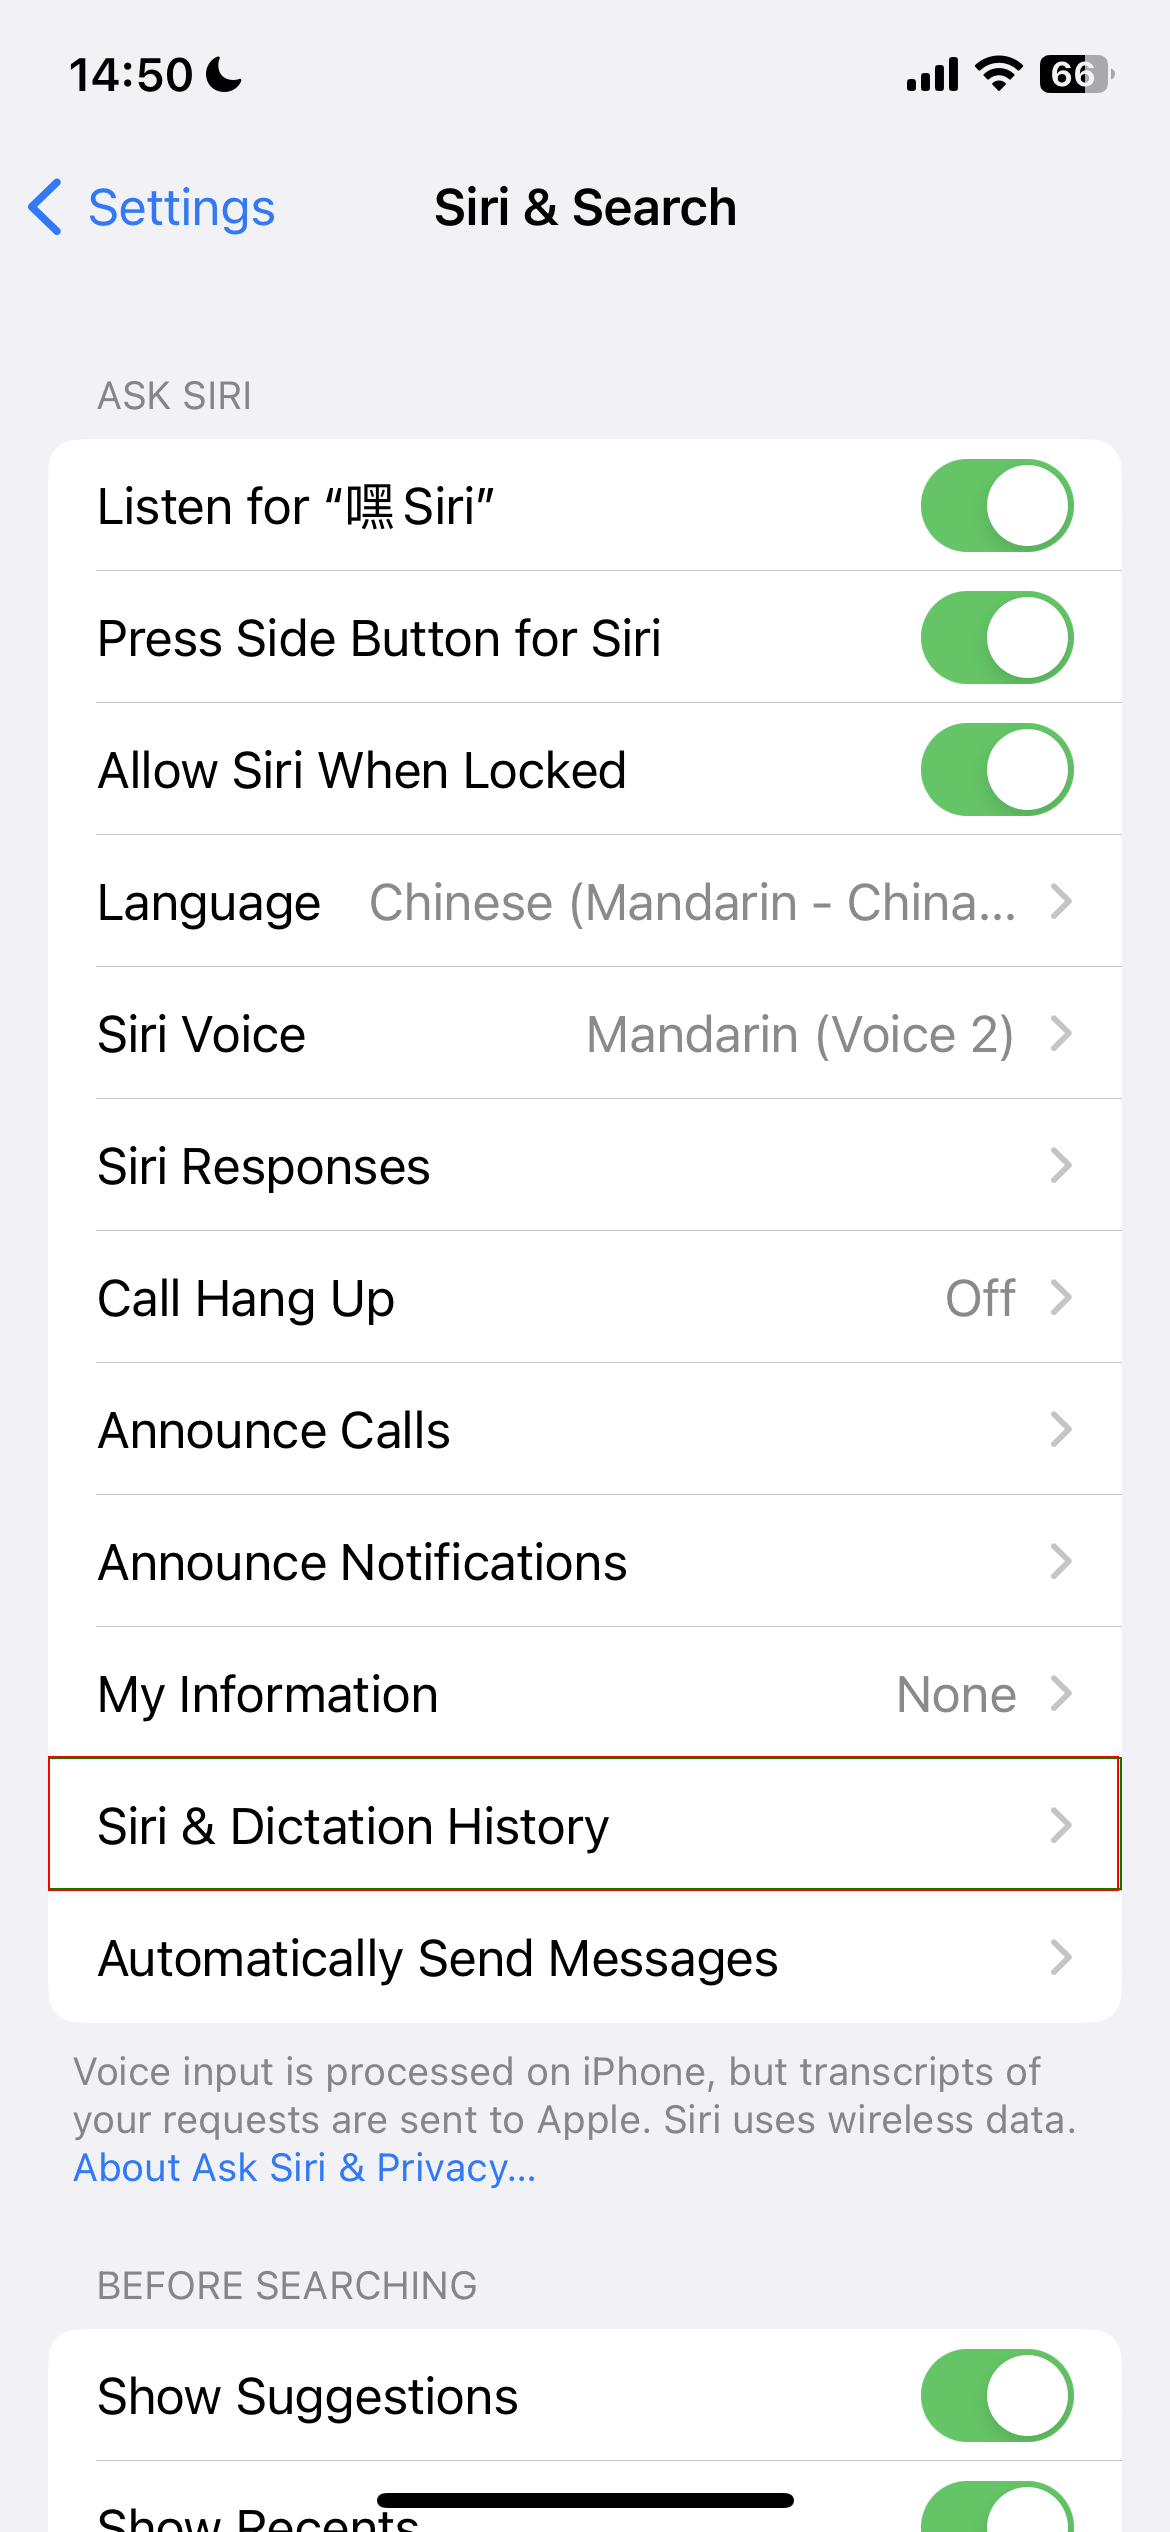 14:50
66
Settings
Siri & Search
ASK SIRI
Listen for “嘿 Siri”
Press Side Button for Siri
Allow Siri When Locked
Language Chinese (Mandarin - China...
Siri Voice Mandarin (Voice 2)
Siri Responses
Call Hang Up Off
Announce Calls
Announce Notifications
My Information None
Siri & Dictation History
Automatically Send Messages
Voice input is processed on iPhone, but transcripts of
your requests are sent to Apple. Siri uses wireless data.
About Ask Siri & Privacy...
BEFORE SEARCHING
Show Suggestions
Show Recents